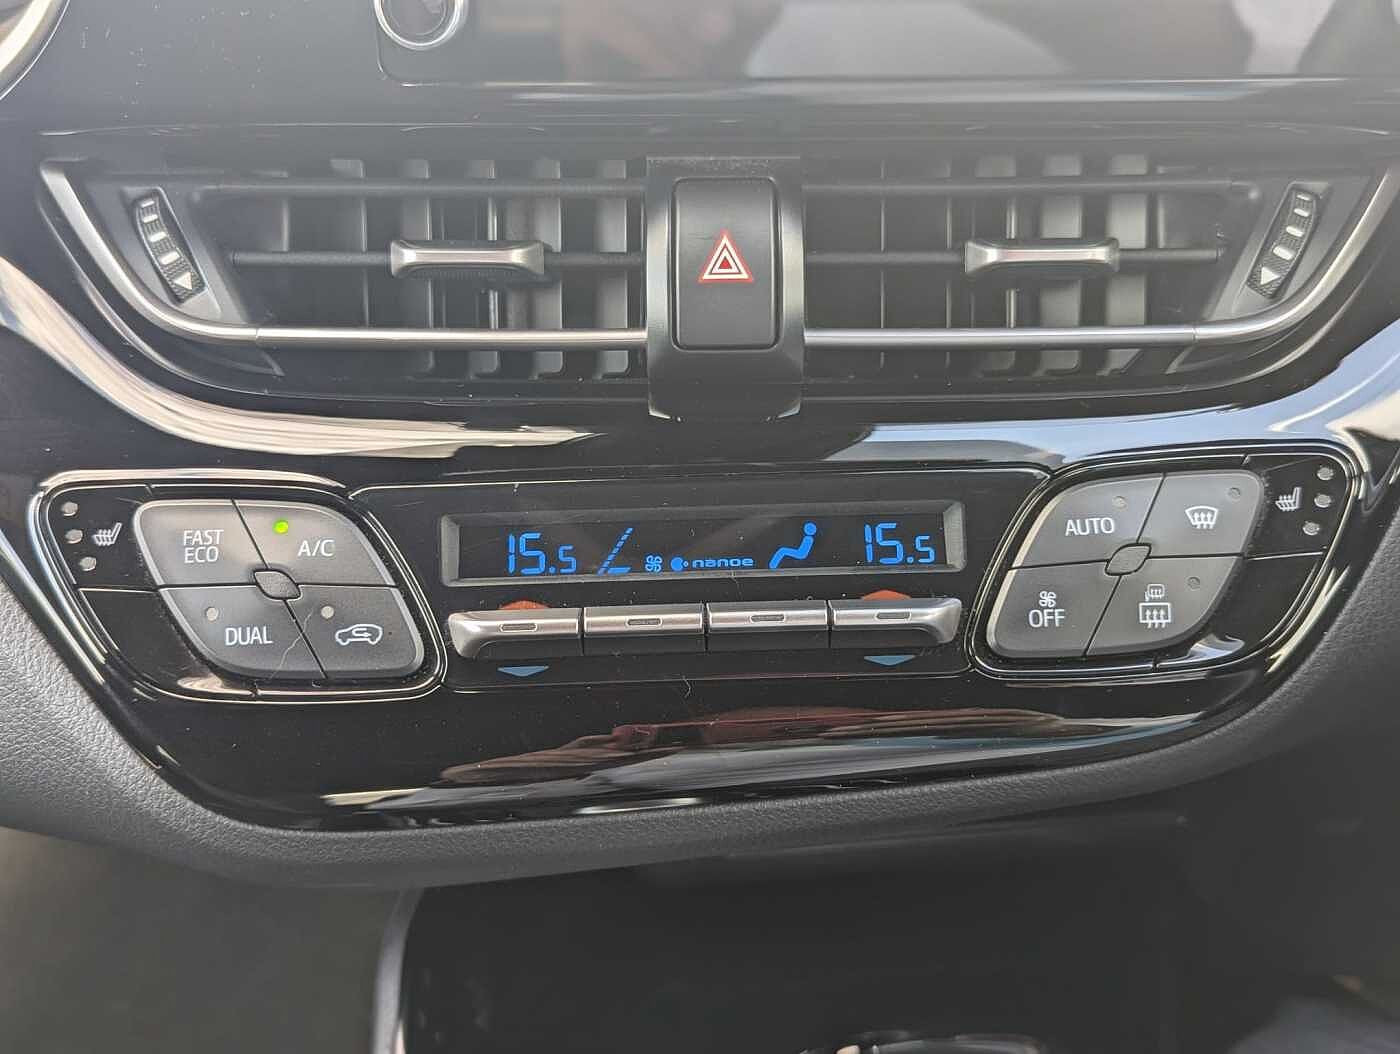 FAST
ECO
A/C
DUAL
15.5
nanoe
15.5
AUTO
OFF